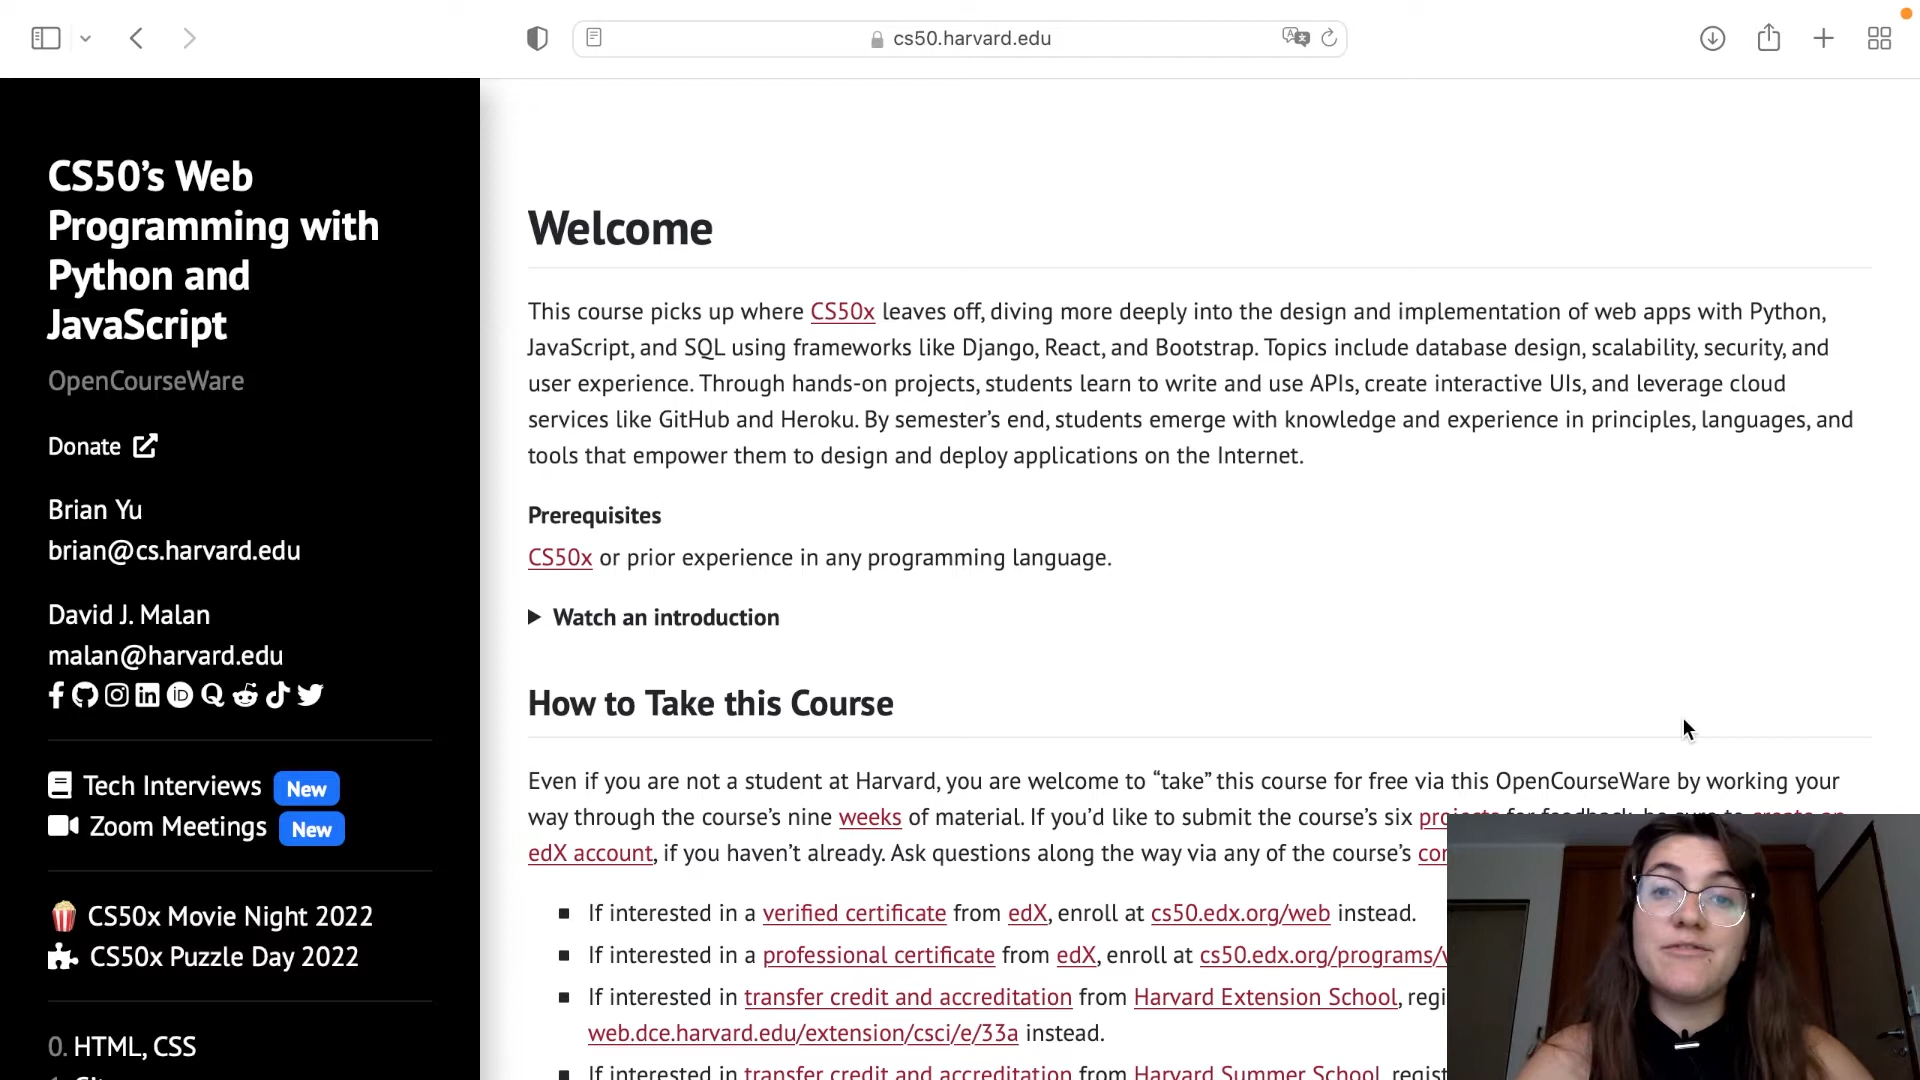 cs50.harvard.edu
CS50’s Web
Programming with
Python and
JavaScript
OpenCourseWare
Donate
Brian Yu
brian@cs.harvard.edu
David J. Malan
malan@harvard.edu
Tech Interviews New
Zoom Meetings New
CS50x Movie Night 2022
CS50x Puzzle Day 2022
0. HTML, CSS
Welcome
This course picks up where CS50x leaves off, diving more deeply into the design and implementation of web apps with Python,
JavaScript, and SQL using frameworks like Django, React, and Bootstrap. Topics include database design, scalability, security, and
user experience. Through hands-on projects, students learn to write and use APIs, create interactive UIs, and leverage cloud
services like GitHub and Heroku. By semester’s end, students emerge with knowledge and experience in principles, languages, and
tools that empower them to design and deploy applications on the Internet.
Prerequisites
CS50x or prior experience in any programming language.
Watch an introduction
How to Take this Course
Even if you are not a student at Harvard, you are welcome to “take” this course for free via this OpenCourseWare by working your
way through the course’s nine weeks of material. If you’d like to submit the course’s six projects for feedback, be sure to create an
edX account, if you haven’t already. Ask questions along the way via any of the course’s
If interested in a verified certificate from edX, enroll at cs50.edx.org/web instead.
If interested in a professional certificate from edX, enroll at cs50.edx.org/programs/
If interested in transfer credit and accreditation from Harvard Extension School,
web.dce.harvard.edu/extension/csci/e/33a instead.
If interested in transfer credit and accreditation from Harvard Summer School,